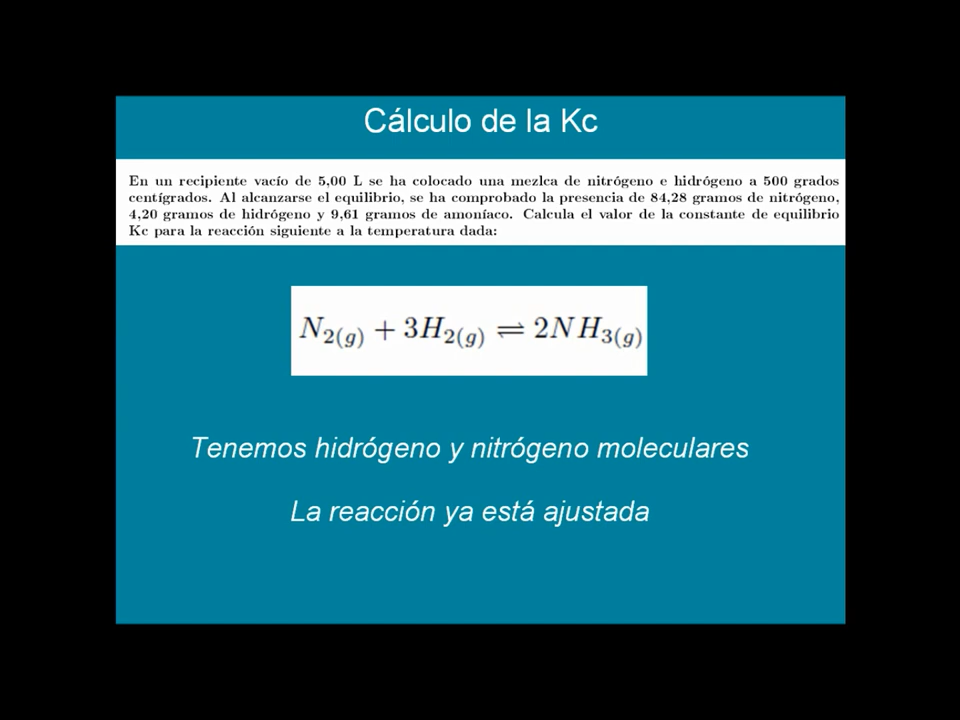 Cálculo de la Kc
En un recipiente vacío de 5,00 L se ha colocado una mezlca de nitrógeno e hidrógeno a 500 grados
centígrados. Al alcanzarse el equilibrio, se ha comprobado la presencia de 84,28 gramos de nitrógeno,
4,20 gramos de hidrógeno y 9,61 gramos de amoníaco. Calcula el valor de la constante de equilibrio
Kc para la reacción siguiente a la temperatura dada:
N₂(g) + 3H₂(g) ⇌ 2NH₃(g)
Tenemos hidrógeno y nitrógeno moleculares
La reacción ya está ajustada